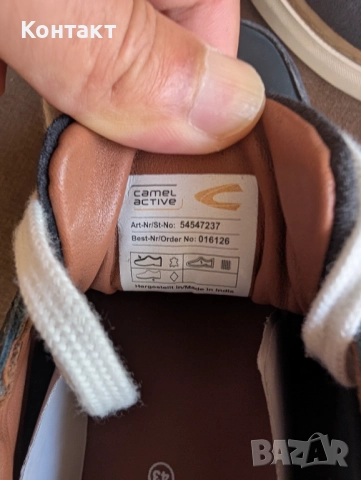 Контакт
camel
active
Art-Nr/St-No: 54547237
Best-Nr/Order No: 016126
Hergestellt in/Made in India
43
BAZAR